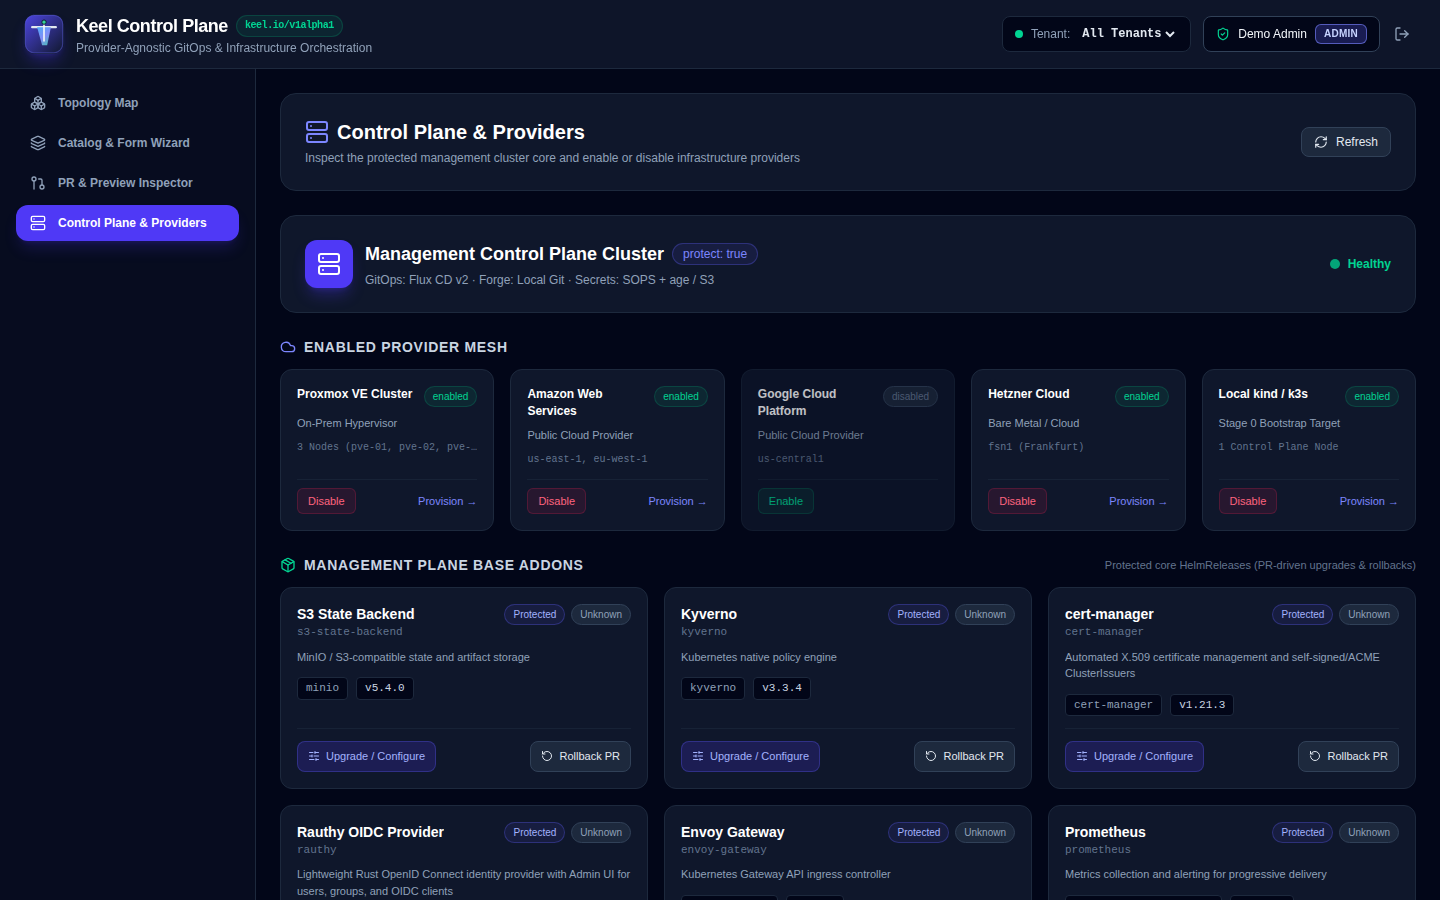 Keel Control Plane keel.io/v1alpha1
Provider-Agnostic GitOps & Infrastructure Orchestration
Tenant: All Tenants
Demo Admin ADMIN
Topology Map
Catalog & Form Wizard
PR & Preview Inspector
Control Plane & Providers
Control Plane & Providers
Inspect the protected management cluster core and enable or disable infrastructure providers
Refresh
Management Control Plane Cluster protect: true
GitOps: Flux CD v2 · Forge: Local Git · Secrets: SOPS + age / S3
Healthy
ENABLED PROVIDER MESH
Proxmox VE Cluster enabled
On-Prem Hypervisor
3 Nodes (pve-01, pve-02, pve-…
Disable Provision →
Amazon Web Services enabled
Public Cloud Provider
us-east-1, eu-west-1
Disable Provision →
Google Cloud Platform disabled
Public Cloud Provider
us-central1
Enable
Hetzner Cloud enabled
Bare Metal / Cloud
fsn1 (Frankfurt)
Disable Provision →
Local kind / k3s enabled
Stage 0 Bootstrap Target
1 Control Plane Node
Disable Provision →
MANAGEMENT PLANE BASE ADDONS
Protected core HelmReleases (PR-driven upgrades & rollbacks)
S3 State Backend Protected Unknown
s3-state-backend
MinIO / S3-compatible state and artifact storage
minio v5.4.0
Upgrade / Configure Rollback PR
Kyverno Protected Unknown
kyverno
Kubernetes native policy engine
kyverno v3.3.4
Upgrade / Configure Rollback PR
cert-manager Protected Unknown
cert-manager
Automated X.509 certificate management and self-signed/ACME
ClusterIssuers
cert-manager v1.21.3
Upgrade / Configure Rollback PR
Rauthy OIDC Provider Protected Unknown
rauthy
Lightweight Rust OpenID Connect identity provider with Admin UI for
users, groups, and OIDC clients
Envoy Gateway Protected Unknown
envoy-gateway
Kubernetes Gateway API ingress controller
Prometheus Protected Unknown
prometheus
Metrics collection and alerting for progressive delivery